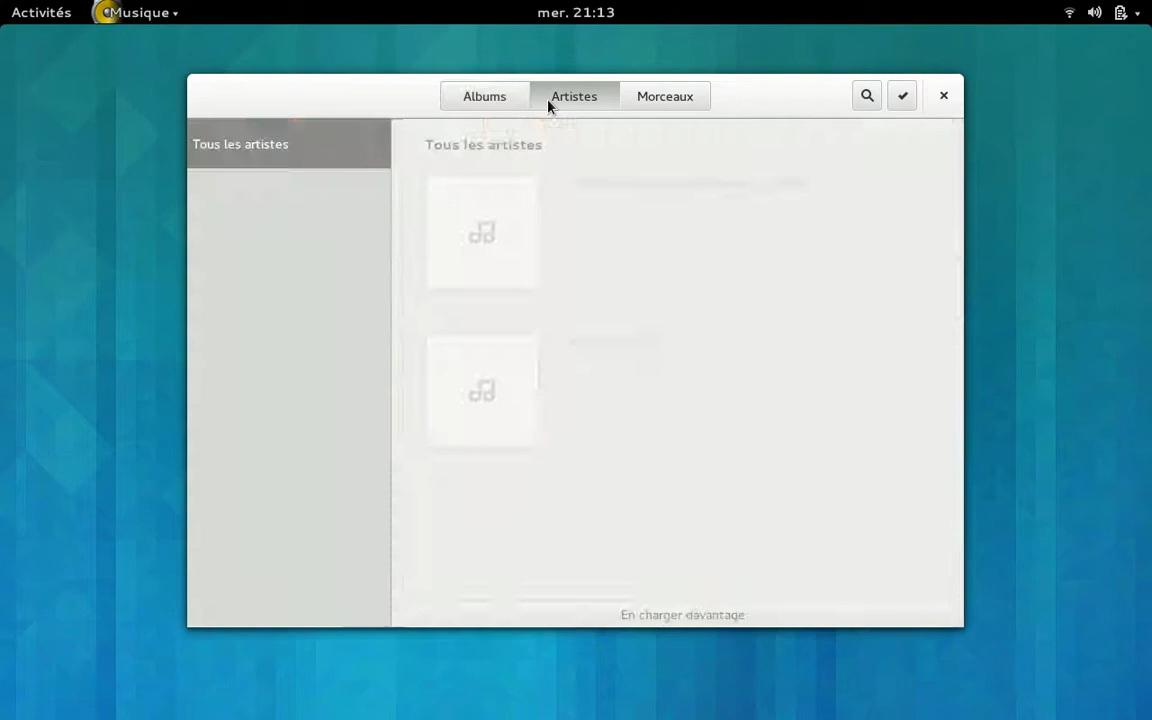 Activités Musique mer. 21:13
Albums Artistes Morceaux
Tous les artistes
Tous les artistes
En charger davantage